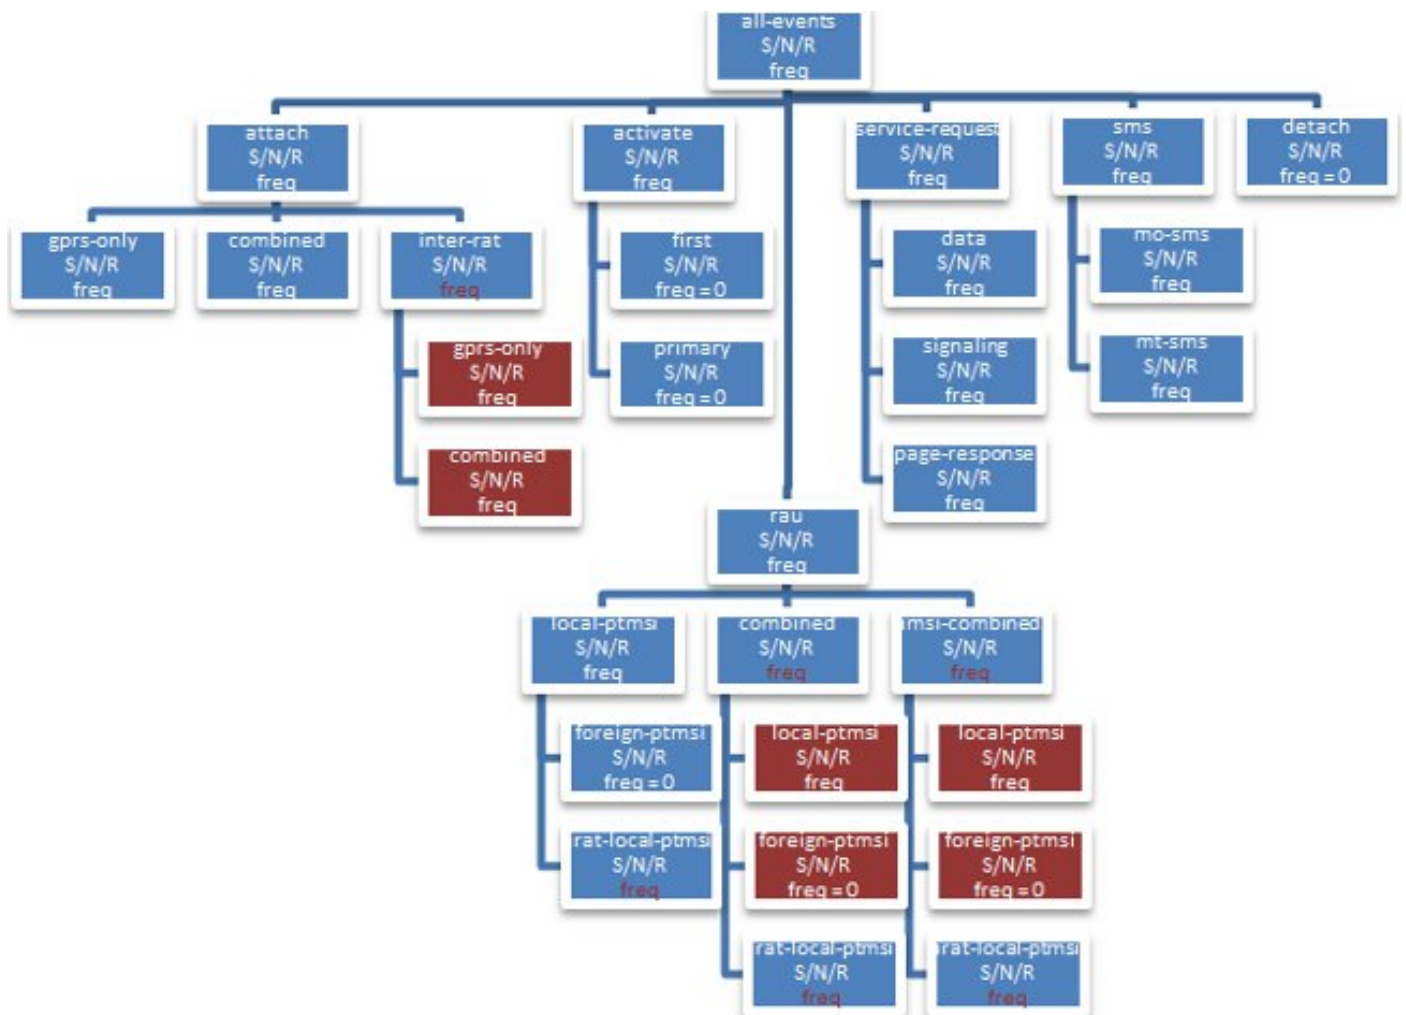 all-events
S/N/R
freq
attach
S/N/R
freq
activate
S/N/R
freq
service-request
S/N/R
freq
sms
S/N/R
freq
detach
S/N/R
freq = 0
gprs-only
S/N/R
freq
combined
S/N/R
freq
inter-rat
S/N/R
freq
gprs-only
S/N/R
freq
combined
S/N/R
freq
first
S/N/R
freq = 0
primary
S/N/R
freq = 0
data
S/N/R
freq
signaling
S/N/R
freq
page-response
S/N/R
freq
mo-sms
S/N/R
freq
mt-sms
S/N/R
freq
rau
S/N/R
freq
local-ptmsi
S/N/R
freq
foreign-ptmsi
S/N/R
freq = 0
rat-local-ptmsi
S/N/R
freq
combined
S/N/R
freq
local-ptmsi
S/N/R
freq
foreign-ptmsi
S/N/R
freq = 0
rat-local-ptmsi
S/N/R
freq
imsi-combined
S/N/R
freq
local-ptmsi
S/N/R
freq
foreign-ptmsi
S/N/R
freq = 0
irat-local-ptmsi
S/N/R
freq